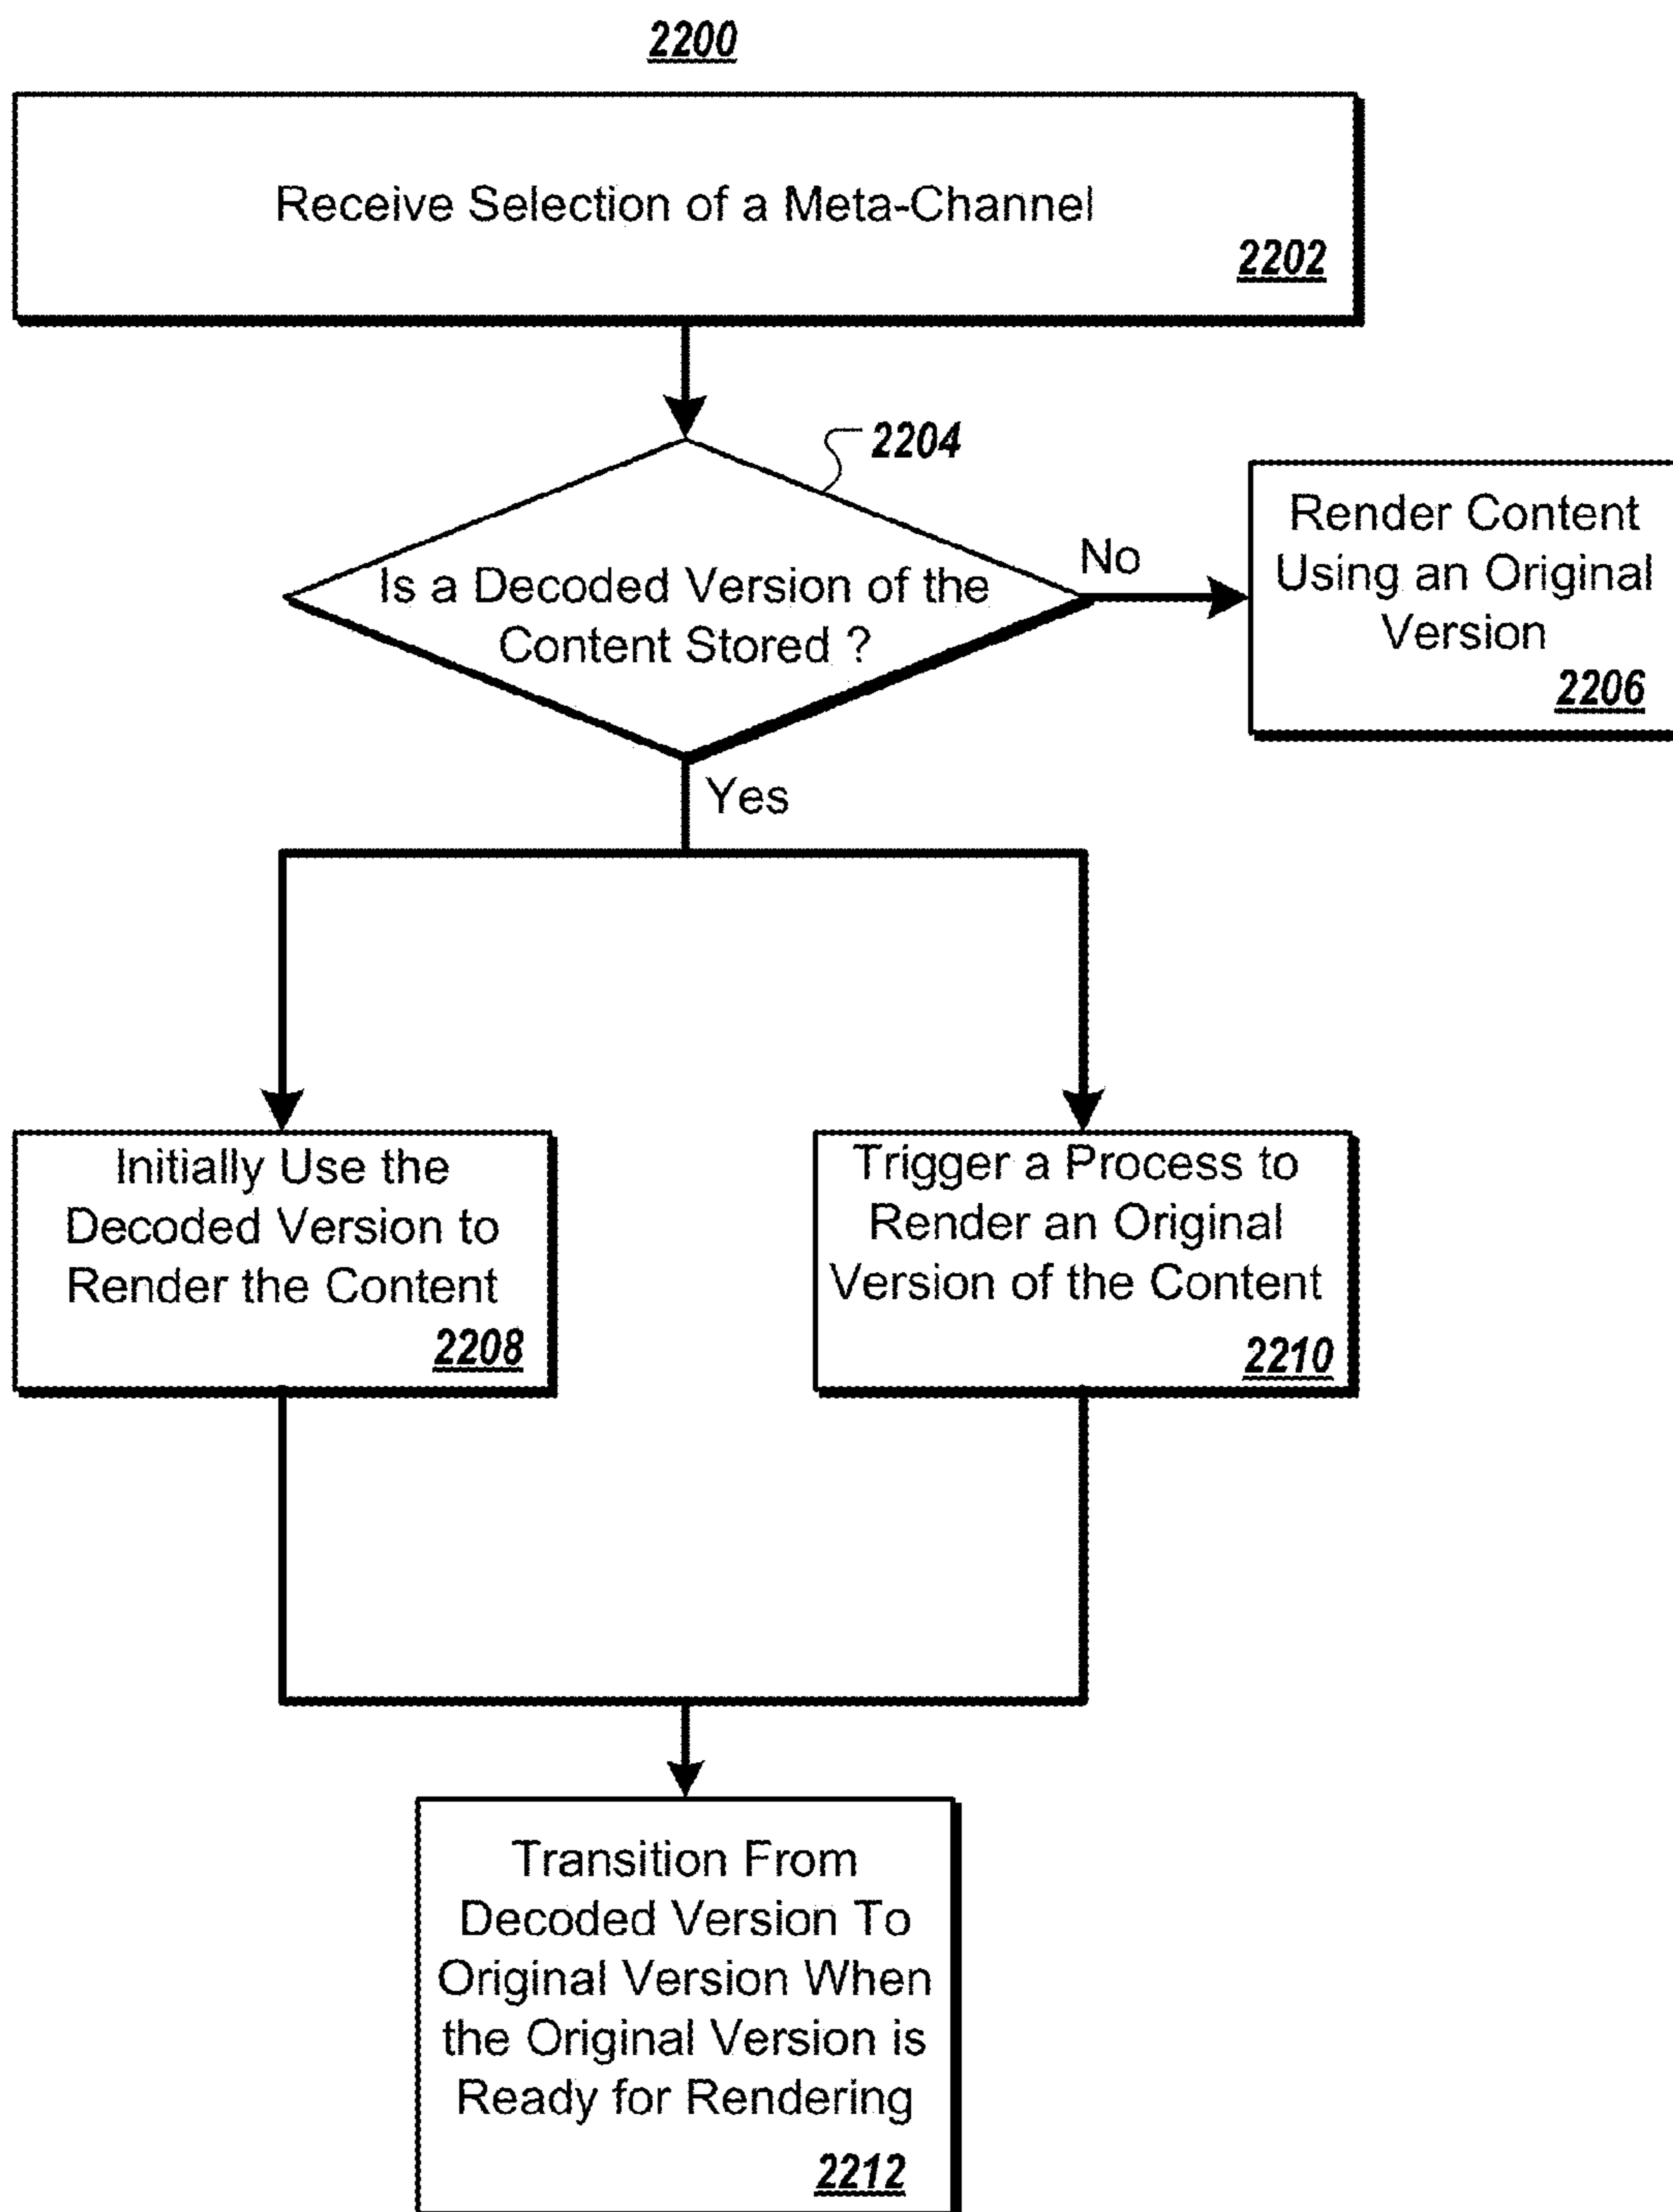 2200
Receive Selection of a Meta-Channel
2202
2204
Is a Decoded Version of the
Content Stored ?
No
Render Content
Using an Original
Version
2206
Yes
Initially Use the
Decoded Version to
Render the Content
2208
Trigger a Process to
Render an Original
Version of the Content
2210
Transition From
Decoded Version To
Original Version When
the Original Version is
Ready for Rendering
2212